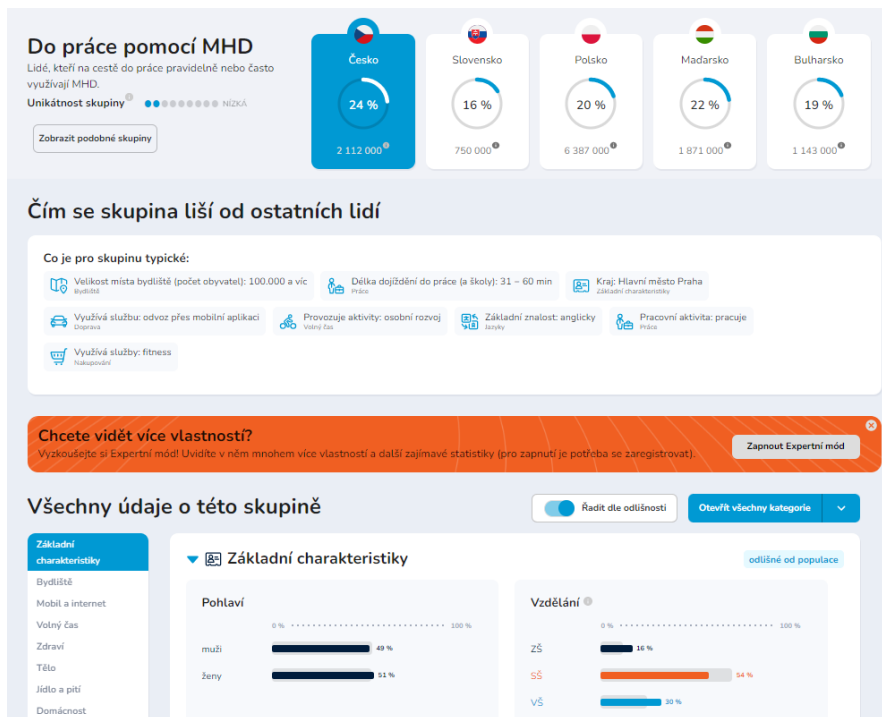 Do práce pomocí MHD
Lidé, kteří na cestě do práce pravidelně nebo často
využívají MHD.
Unikátnost skupiny NÍZKÁ
Zobrazit podobné skupiny
Česko
24 %
2 112 000
Slovensko
16 %
750 000
Polsko
20 %
6 387 000
Maďarsko
22 %
1 871 000
Bulharsko
19 %
1 143 000
Čím se skupina liší od ostatních lidí
Co je pro skupinu typické:
Velikost místa bydliště (počet obyvatel): 100.000 a víc
Bydliště
Délka dojíždění do práce (a školy): 31 – 60 min
Práce
Kraj: Hlavní město Praha
Základní charakteristiky
Využívá službu: odvoz přes mobilní aplikaci
Doprava
Provozuje aktivity: osobní rozvoj
Volný čas
Základní znalost: anglicky
Jazyky
Pracovní aktivita: pracuje
Práce
Využívá služby: fitness
Nakupování
Chcete vidět více vlastností?
Vyzkoušejte si Expertní mód! Uvidíte v něm mnohem více vlastností a další zajímavé statistiky (pro zapnutí je potřeba se zaregistrovat).
Zapnout Expertní mód
Všechny údaje o této skupině
Řadit dle odlišnosti
Otevřít všechny kategorie
Základní
charakteristiky
Bydliště
Mobil a internet
Volný čas
Zdraví
Tělo
Jídlo a pití
Domácnost
Základní charakteristiky
odlišné od populace
Pohlaví
0 % 100 %
muži 49 %
ženy 51 %
Vzdělání
0 % 100 %
ZŠ 16 %
SŠ 54 %
VŠ 30 %